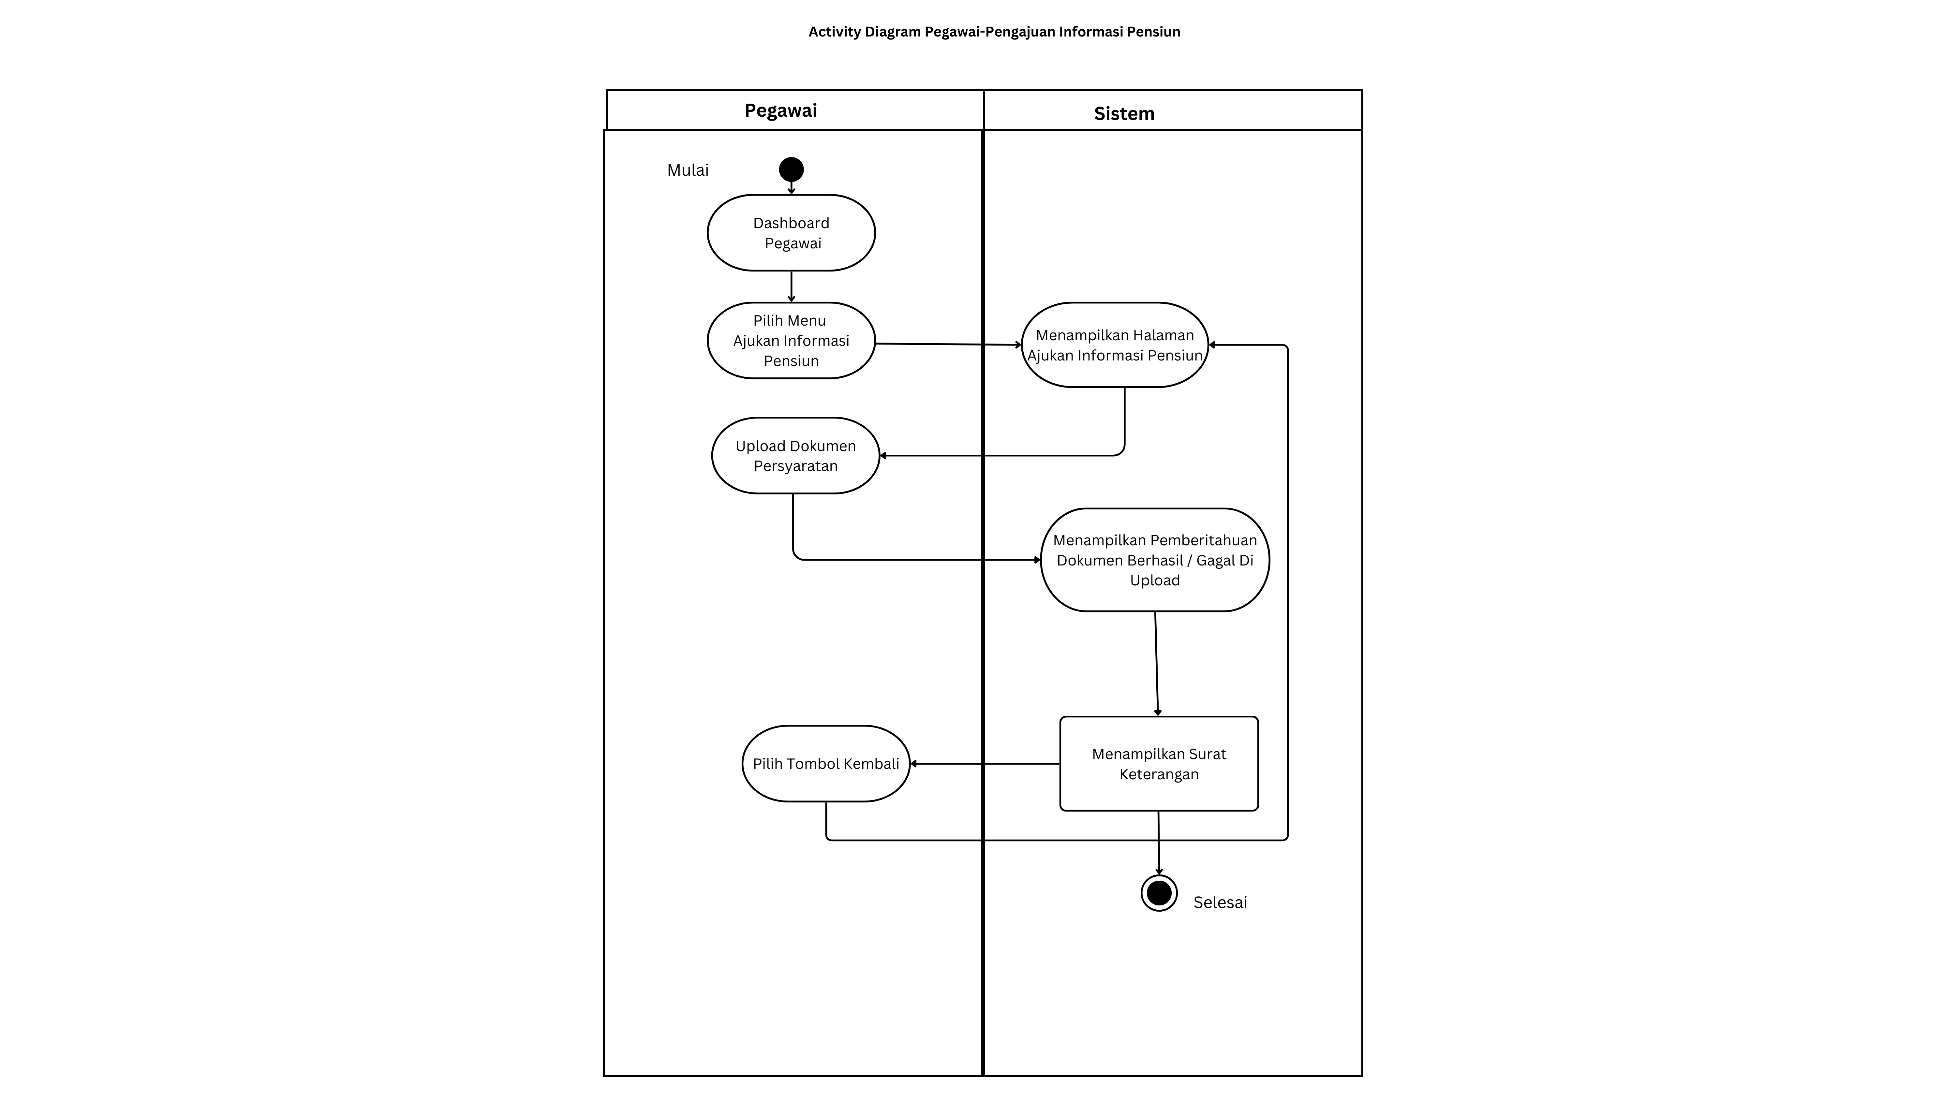 Activity Diagram Pegawai-Pengajuan Informasi Pensiun
Pegawai
Sistem
Mulai
Dashboard
Pegawai
Pilih Menu
Ajukan Informasi
Pensiun
Menampilkan Halaman
Ajukan Informasi Pensiun
Upload Dokumen
Persyaratan
Menampilkan Pemberitahuan
Dokumen Berhasil / Gagal Di
Upload
Pilih Tombol Kembali
Menampilkan Surat
Keterangan
Selesai